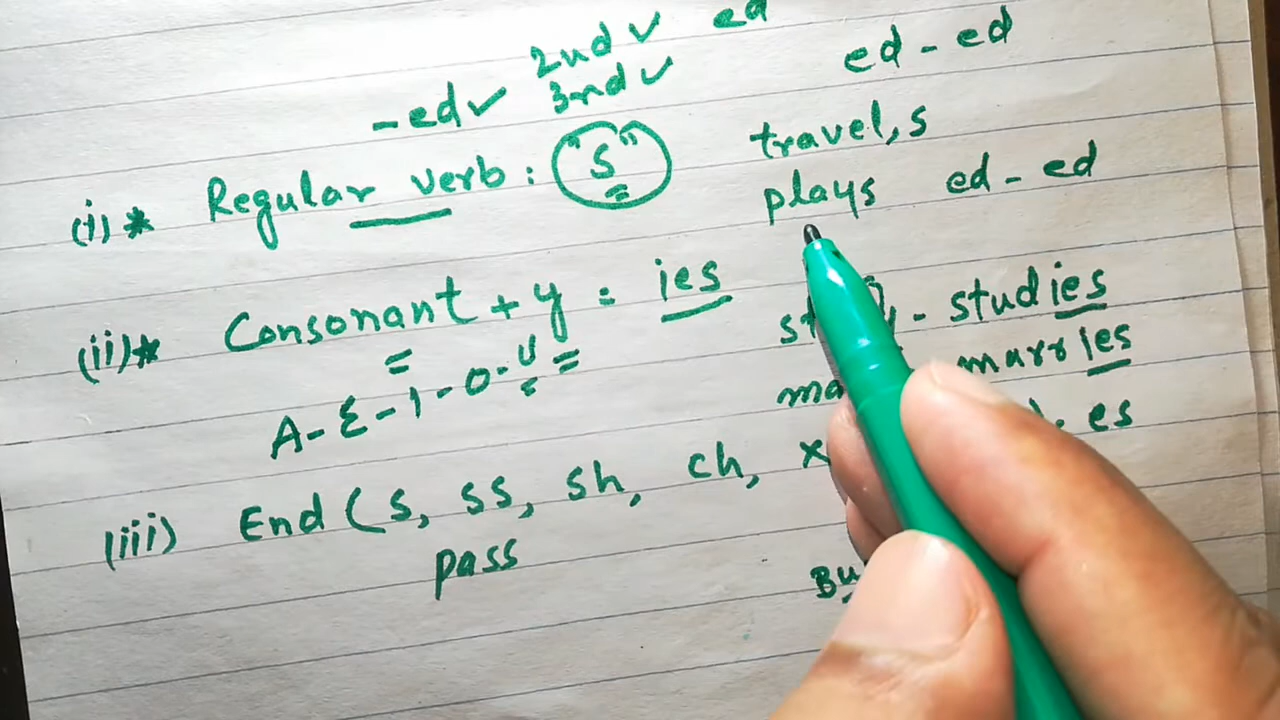 2nd ✓ ed
-ed ✓ 3nd ✓ ed - ed
(i)* Regular verb : "s" travel,s
plays ed - ed
(ii)* Consonant + y = ies - studies
A-E-I-O-U marries
(iii) End (s, ss, sh, ch, x es
pass